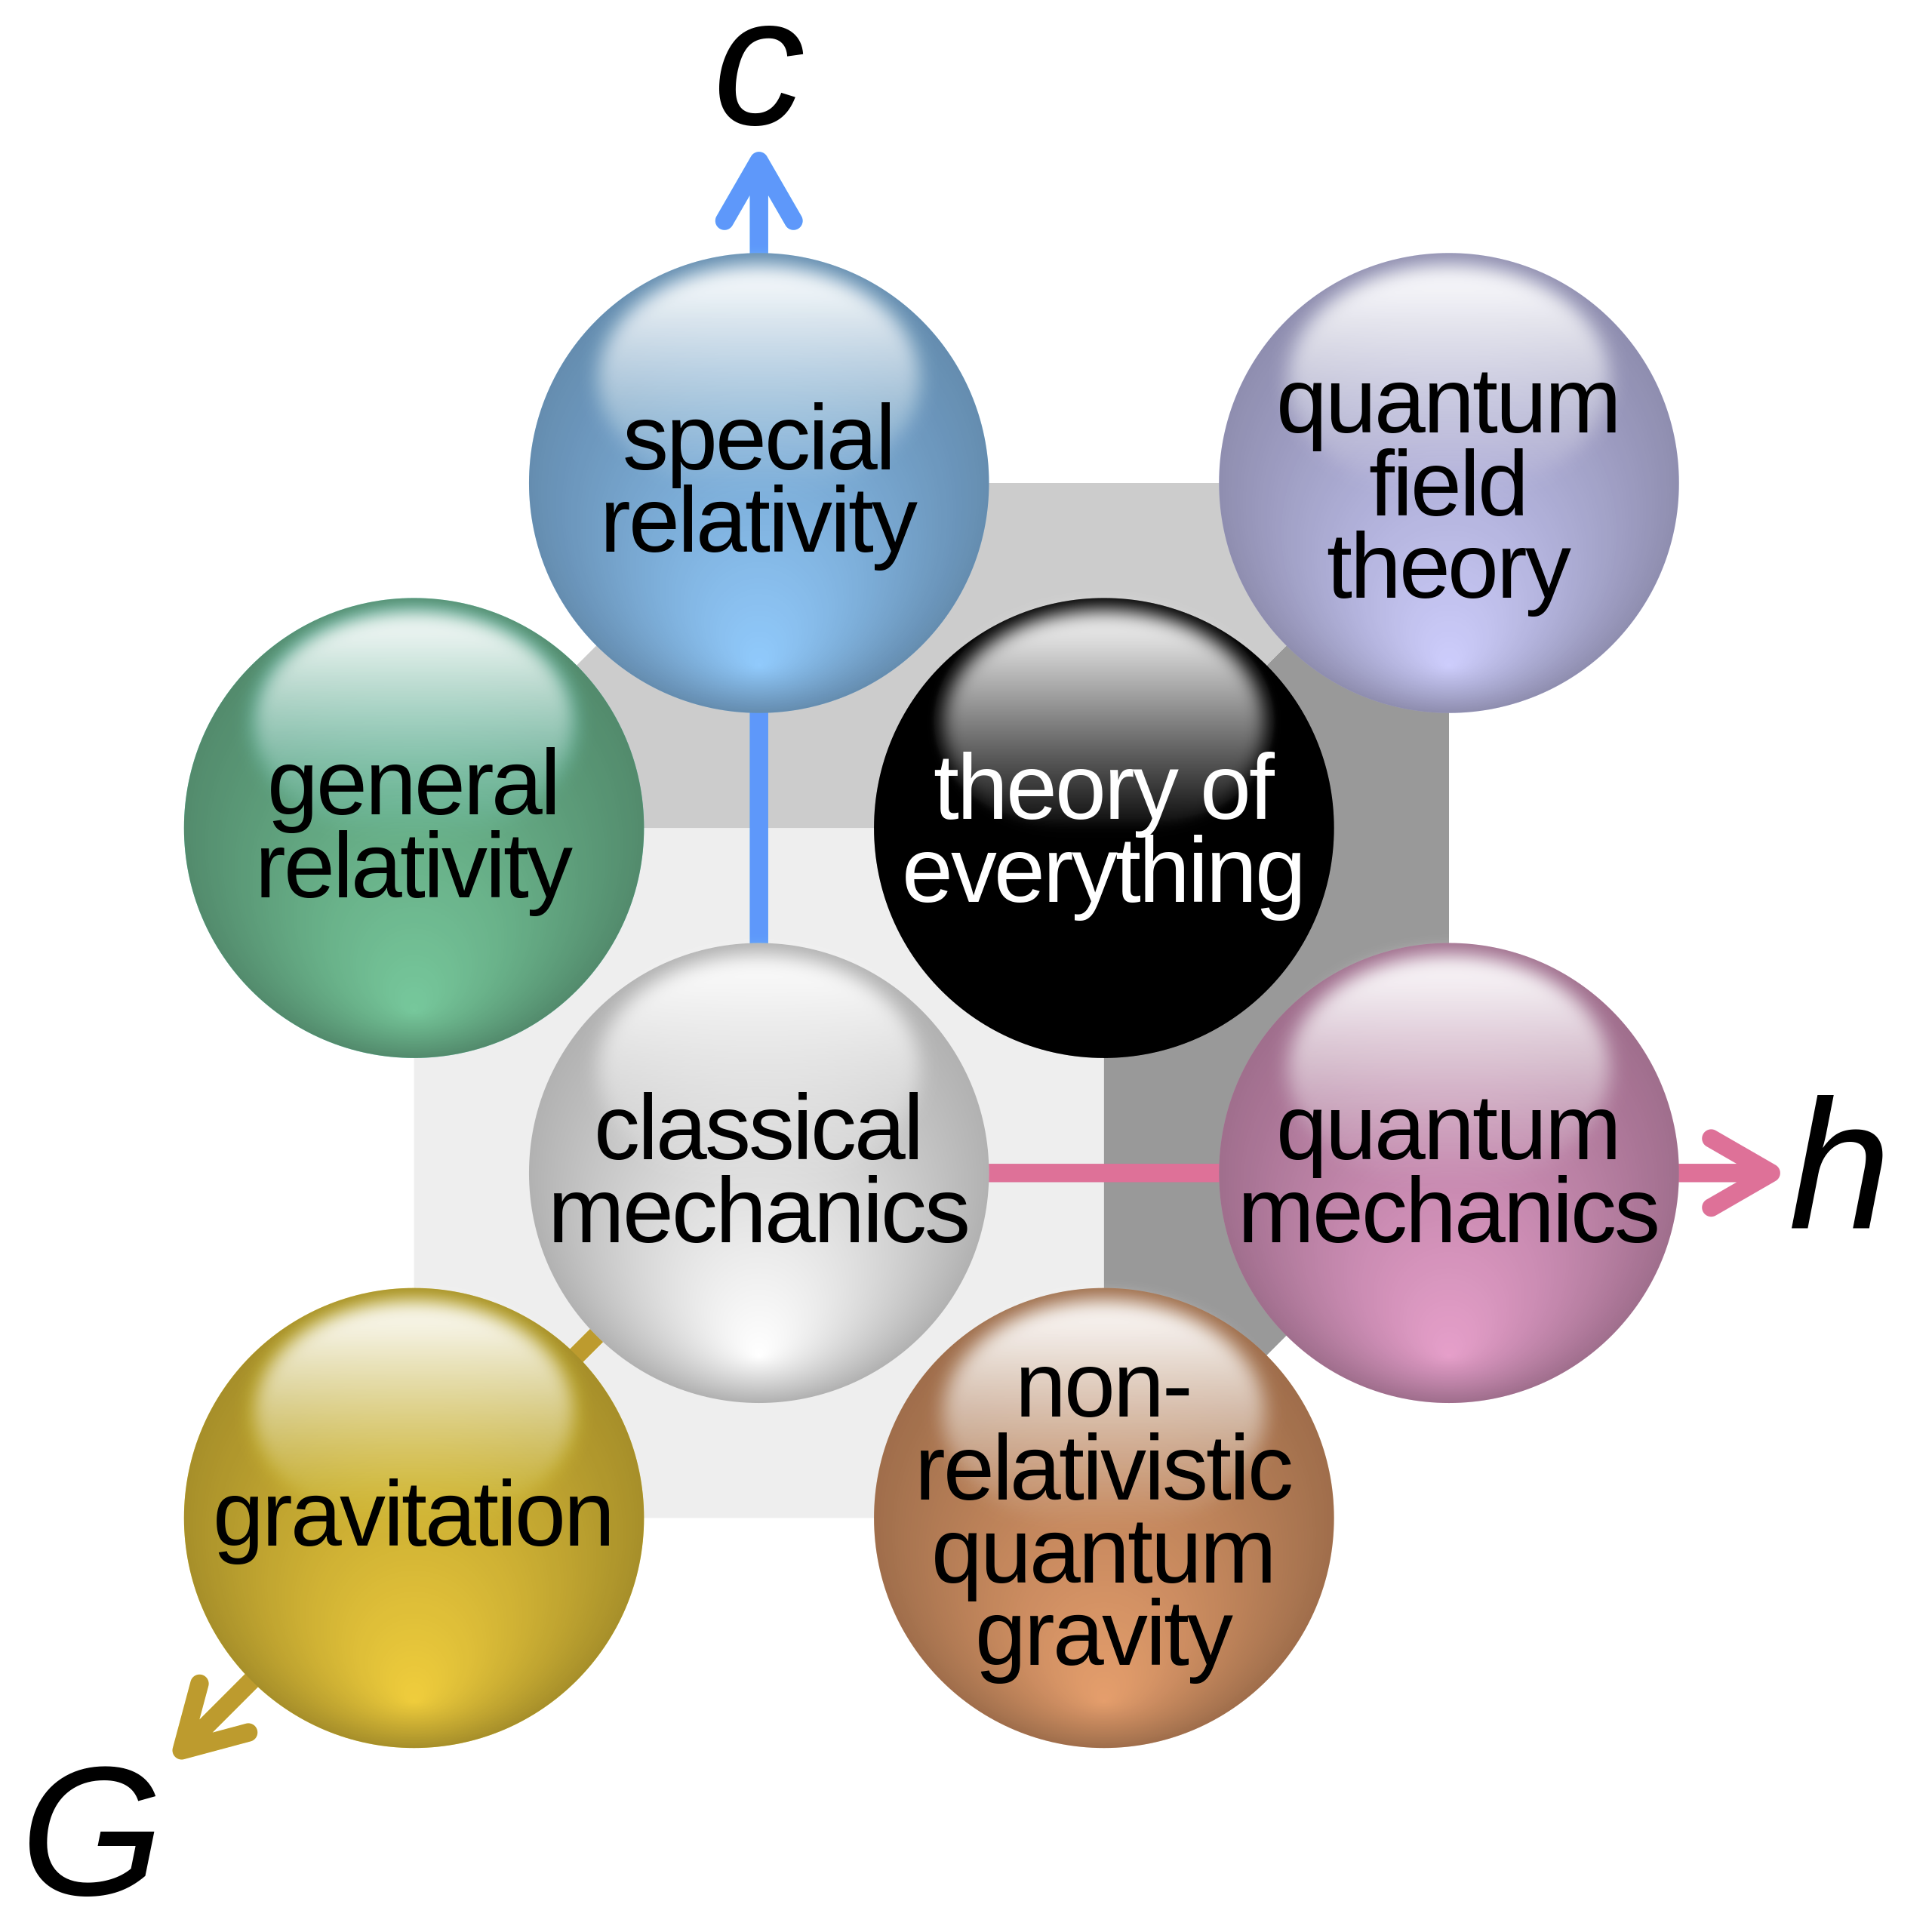 c
special
relativity
quantum
field
theory
general
relativity
theory of
everything
classical
mechanics
quantum
mechanics
h
gravitation
non-
relativistic
quantum
gravity
G